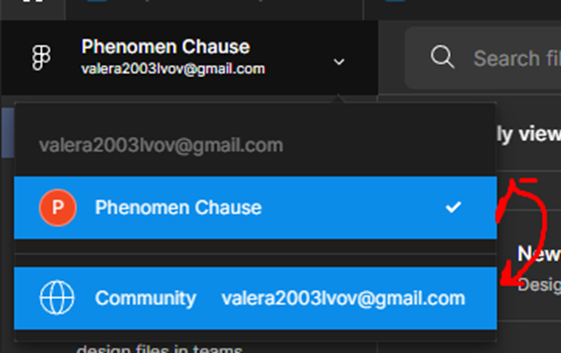 Phenomen Chause
valera2003lvov@gmail.com
Search fil
valera2003lvov@gmail.com
ly view
P Phenomen Chause
New
Community valera2003lvov@gmail.com
Desig
design files in teams